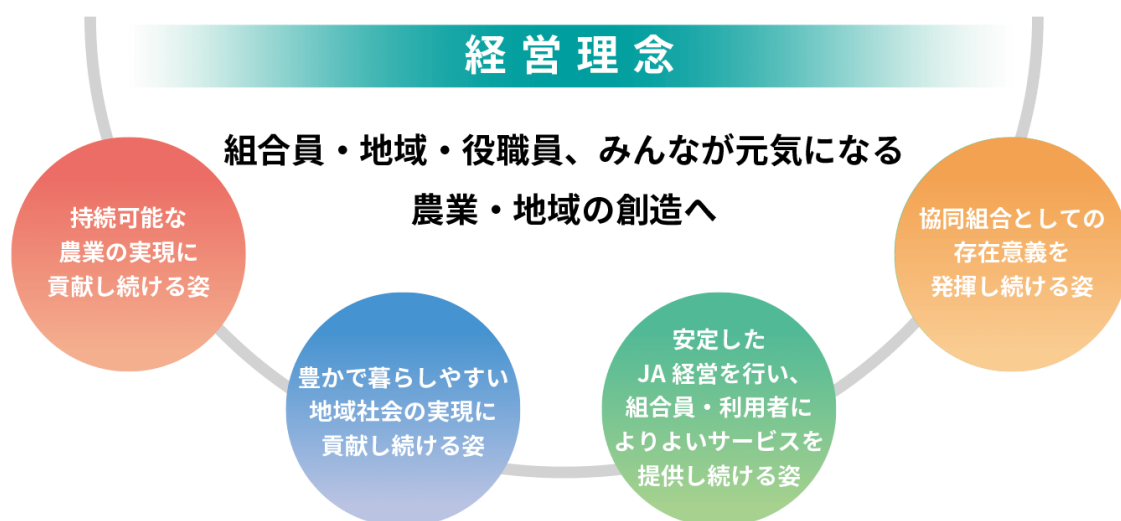 経営理念
組合員・地域・役職員、みんなが元気になる
農業・地域の創造へ
持続可能な
農業の実現に
貢献し続ける姿
豊かで暮らしやすい
地域社会の実現に
貢献し続ける姿
安定した
JA 経営を行い、
組合員・利用者に
よりよいサービスを
提供し続ける姿
協同組合としての
存在意義を
発揮し続ける姿